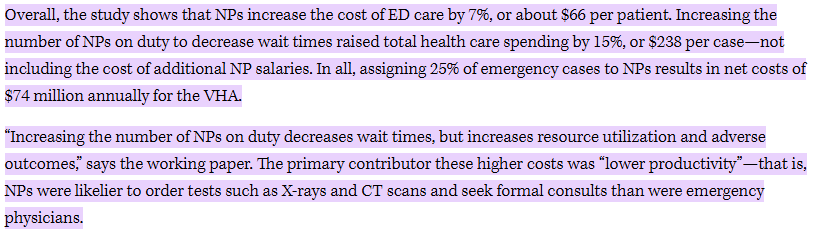 Overall, the study shows that NPs increase the cost of ED care by 7%, or about $66 per patient. Increasing the
number of NPs on duty to decrease wait times raised total health care spending by 15%, or $238 per case—not
including the cost of additional NP salaries. In all, assigning 25% of emergency cases to NPs results in net costs of
$74 million annually for the VHA.
“Increasing the number of NPs on duty decreases wait times, but increases resource utilization and adverse
outcomes,” says the working paper. The primary contributor these higher costs was “lower productivity”—that is,
NPs were likelier to order tests such as X-rays and CT scans and seek formal consults than were emergency
physicians.